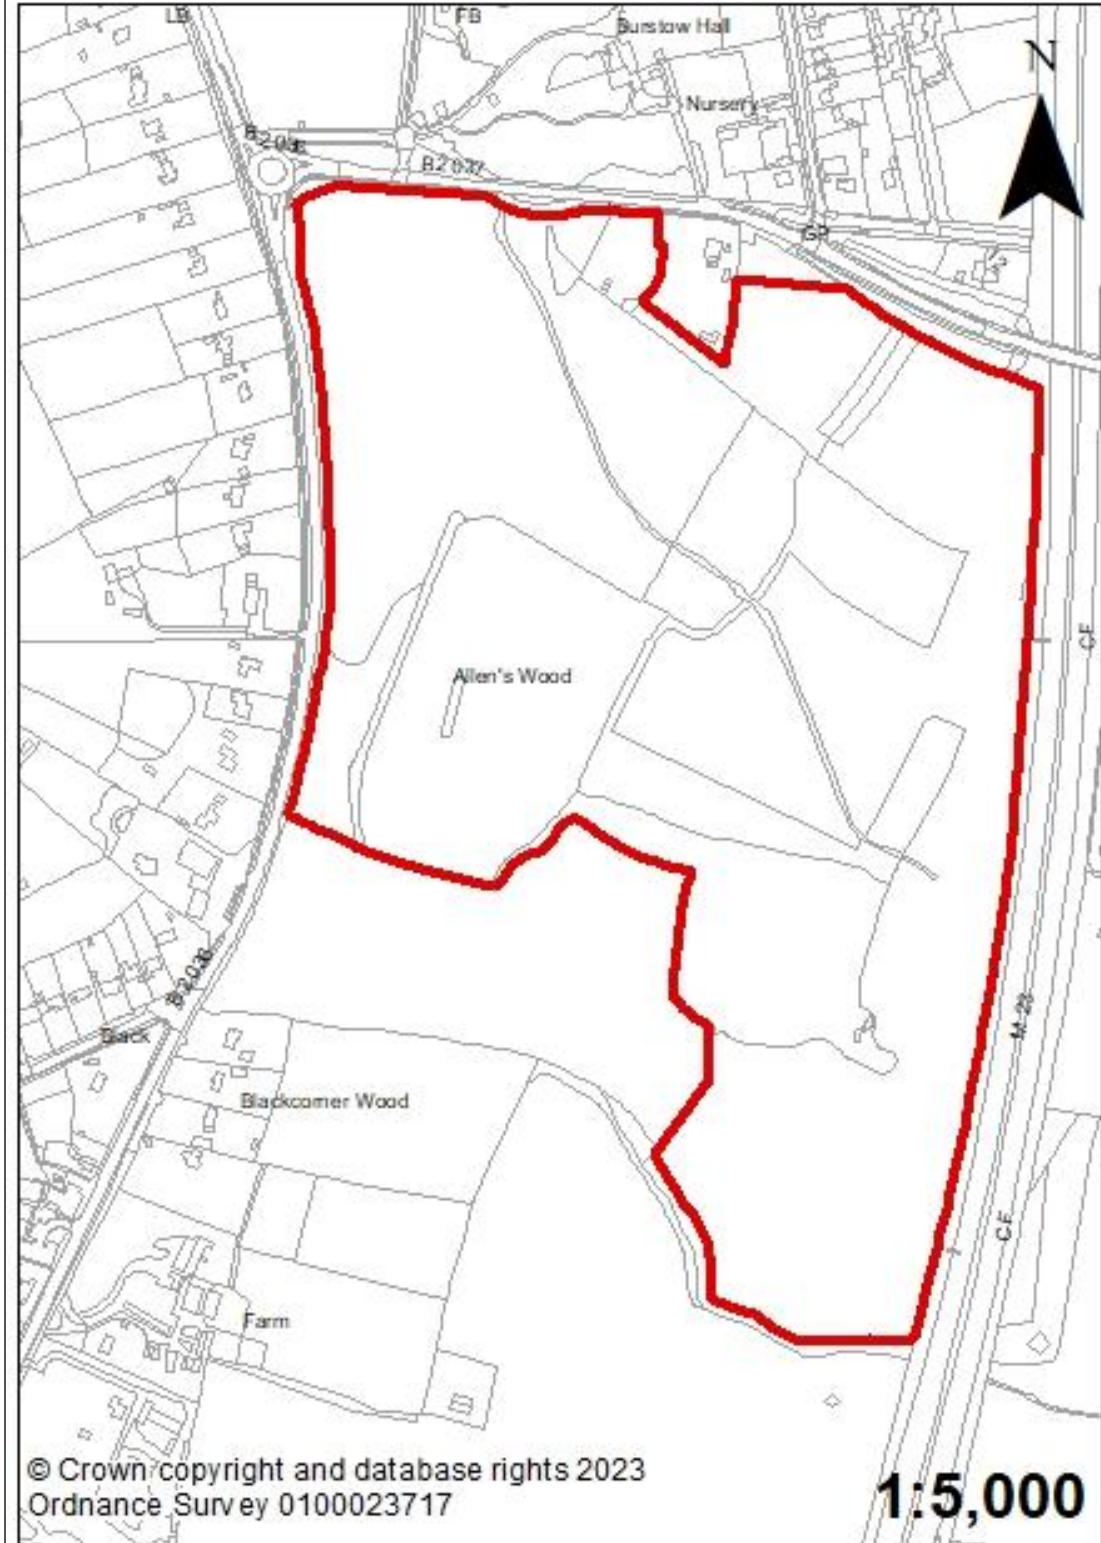 LB
FB
Burstow Hall
N
Nursery
B2036
B2037
GP
CF
Allen's Wood
B2036
M 23
Black
Blackcorner Wood
CF
Farm
© Crown copyright and database rights 2023
Ordnance Survey 0100023717
1:5,000